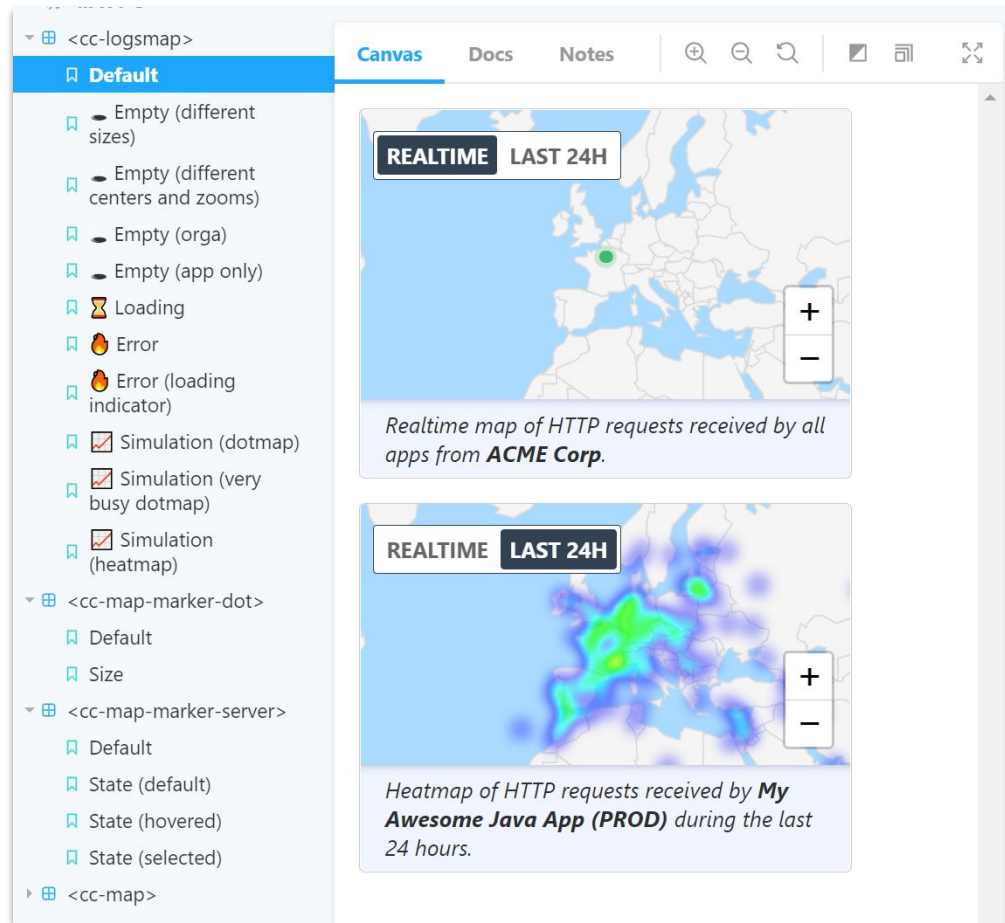 <cc-logsmap>
Default
Empty (different
sizes)
Empty (different
centers and zooms)
Empty (orga)
Empty (app only)
Loading
Error
Error (loading
indicator)
Simulation (dotmap)
Simulation (very
busy dotmap)
Simulation
(heatmap)
<cc-map-marker-dot>
Default
Size
<cc-map-marker-server>
Default
State (default)
State (hovered)
State (selected)
<cc-map>
Canvas Docs Notes
REALTIME LAST 24H
+
−
Realtime map of HTTP requests received by all
apps from ACME Corp.
REALTIME LAST 24H
+
−
Heatmap of HTTP requests received by My
Awesome Java App (PROD) during the last
24 hours.